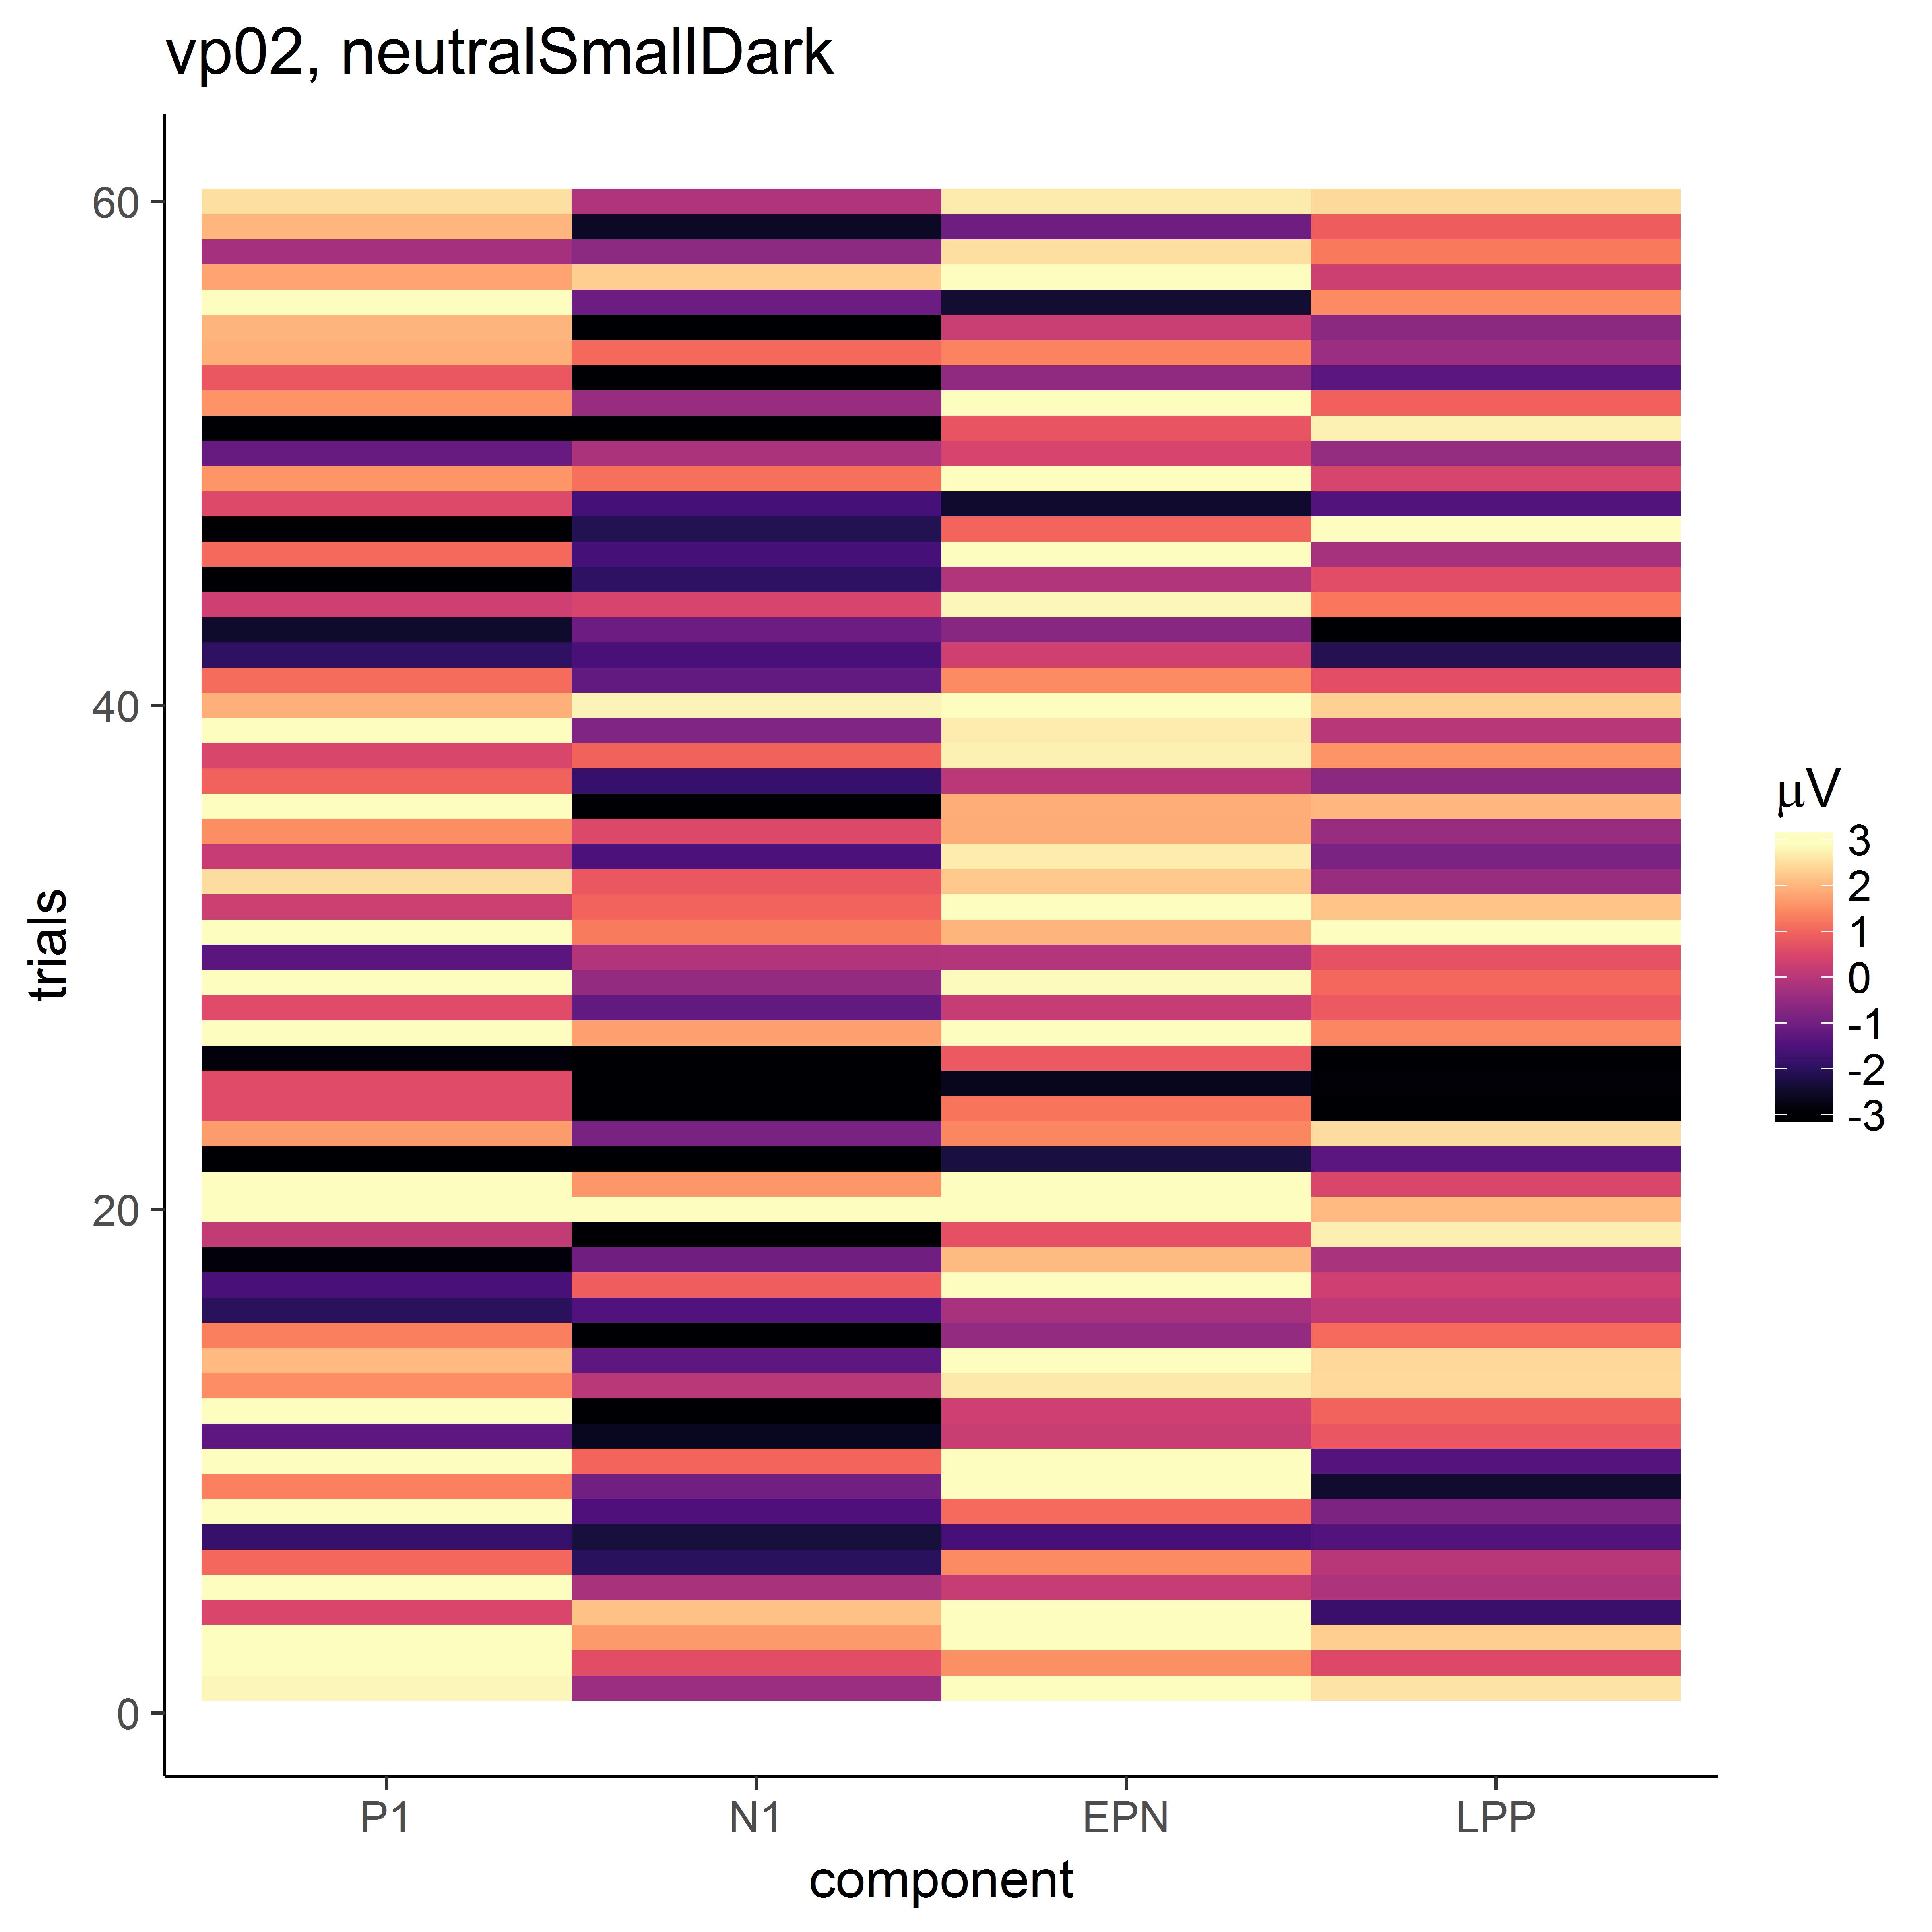 vp02, neutralSmallDark
60
40
20
0
trials
P1 N1 EPN LPP
component
μV
3
2
1
0
-1
-2
-3